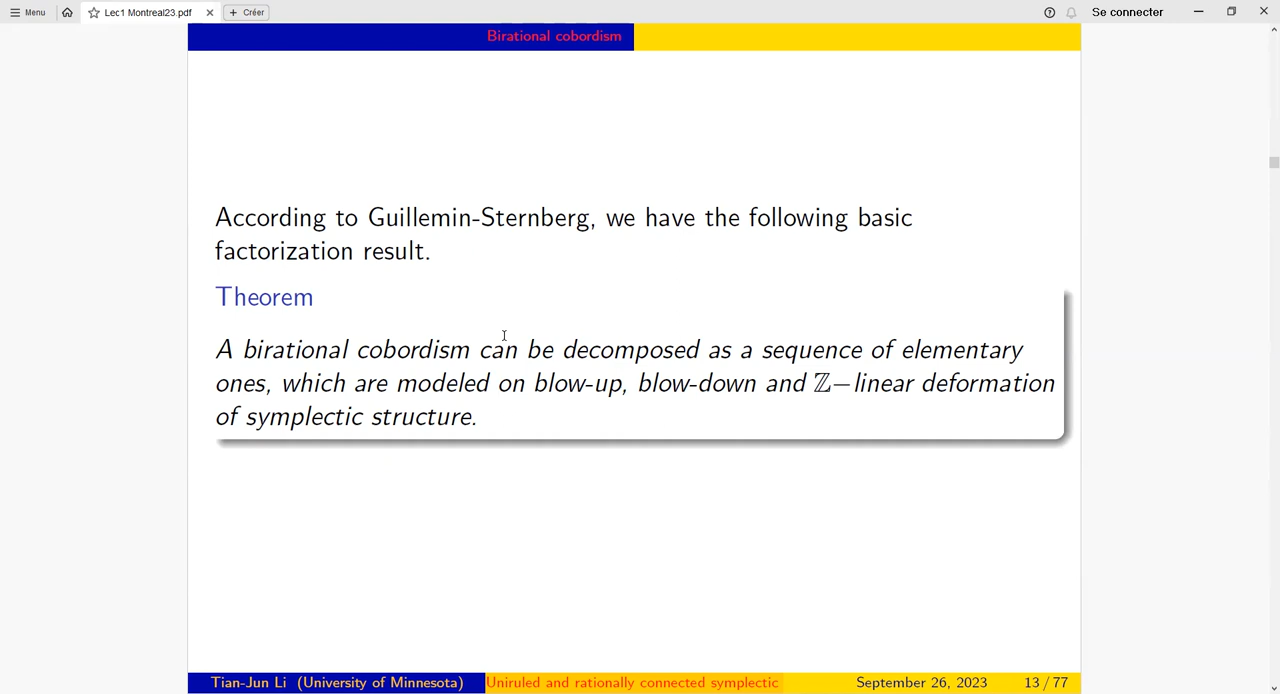 Menu
Lec1 Montreal23.pdf
+ Créer
Se connecter
Birational cobordism
According to Guillemin-Sternberg, we have the following basic
factorization result.
Theorem
A birational cobordism can be decomposed as a sequence of elementary
ones, which are modeled on blow-up, blow-down and ℤ−linear deformation
of symplectic structure.
Tian-Jun Li (University of Minnesota)
Uniruled and rationally connected symplectic
September 26, 2023
13 / 77